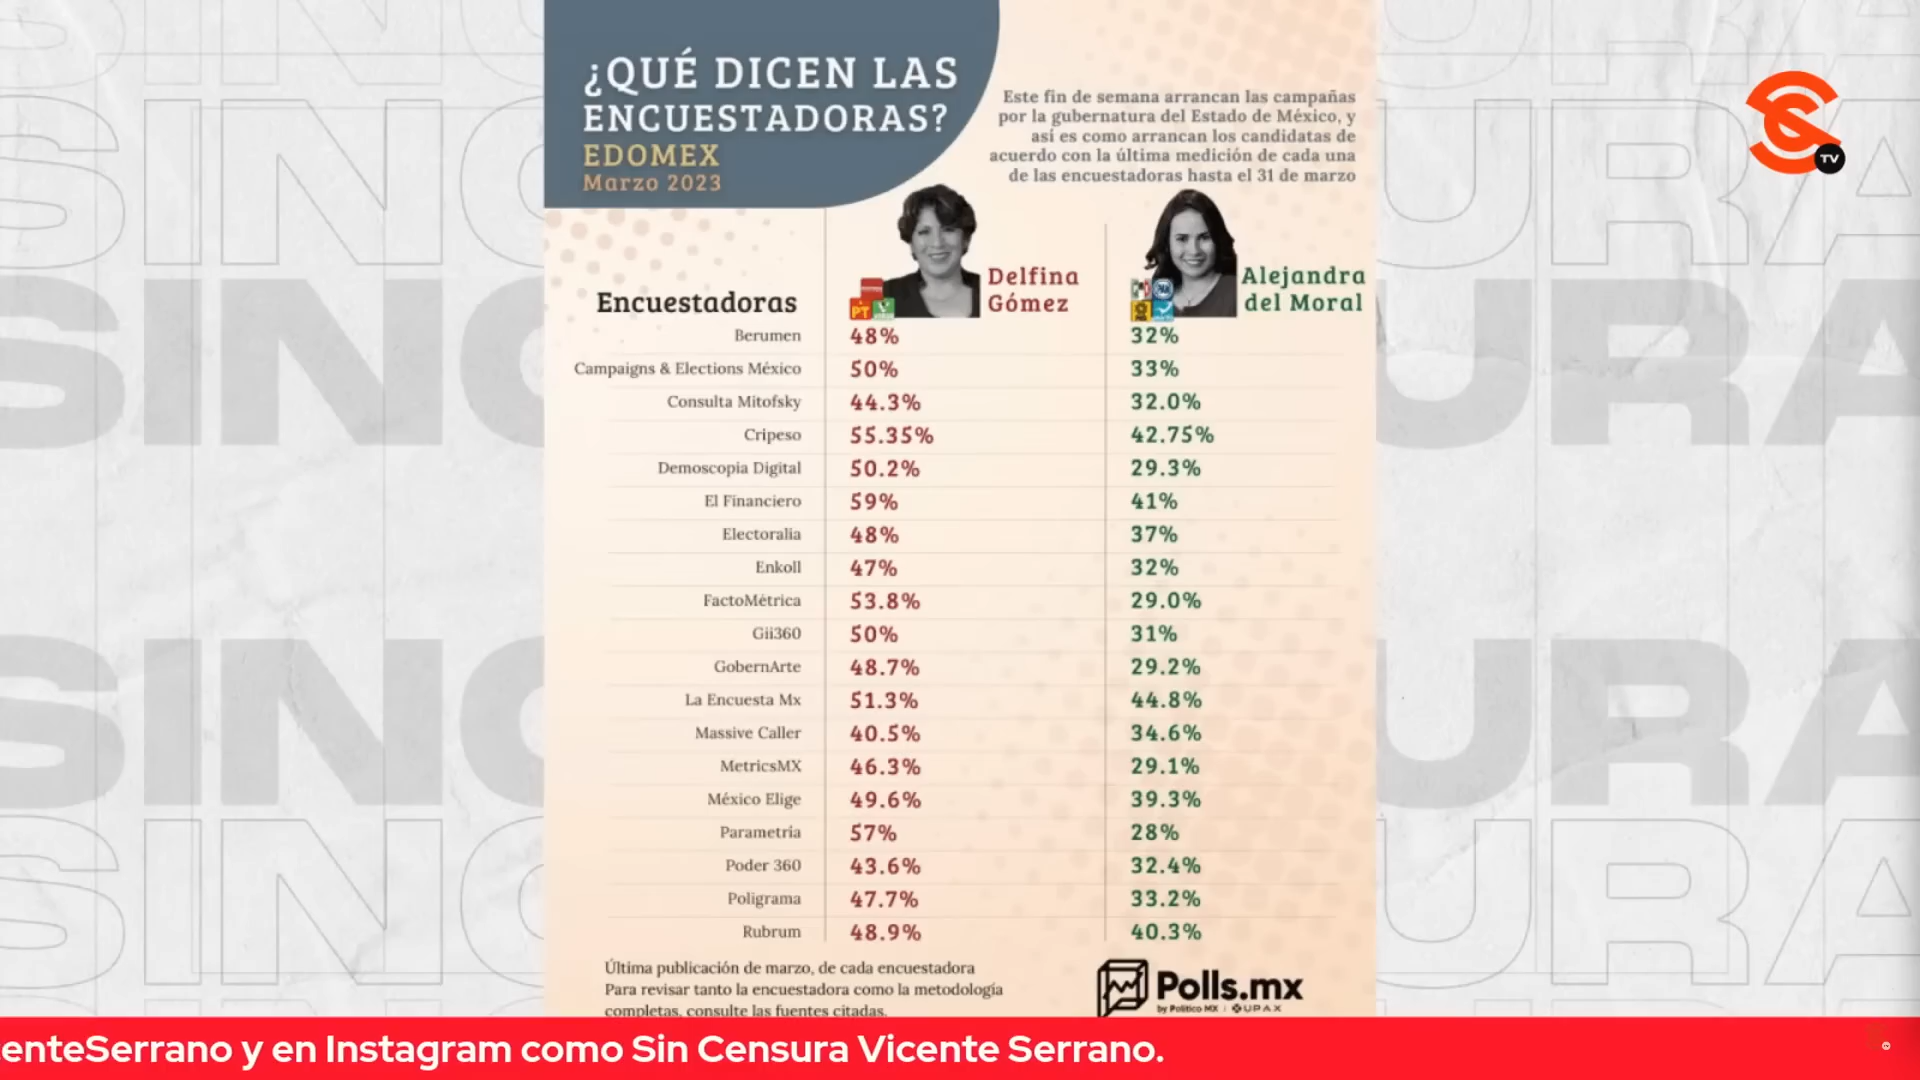 ¿QUÉ DICEN LAS
ENCUESTADORAS?
EDOMEX
Marzo 2023
Este fin de semana arrancan las campañas
por la gubernatura del Estado de México, y
así es como arrancan los candidatas de
acuerdo con la última medición de cada una
de las encuestadoras hasta el 31 de marzo
TV
Encuestadoras
PT
Delfina
Gómez
PAN
Alejandra
del Moral
Berumen 48% 32%
Campaigns & Elections México 50% 33%
Consulta Mitofsky 44.3% 32.0%
Cripeso 55.35% 42.75%
Demoscopia Digital 50.2% 29.3%
El Financiero 59% 41%
Electoralia 48% 37%
Enkoll 47% 32%
FactoMétrica 53.8% 29.0%
Gii360 50% 31%
GobernArte 48.7% 29.2%
La Encuesta Mx 51.3% 44.8%
Massive Caller 40.5% 34.6%
MetricsMX 46.3% 29.1%
México Elige 49.6% 39.3%
Parametría 57% 28%
Poder 360 43.6% 32.4%
Poligrama 47.7% 33.2%
Rubrum 48.9% 40.3%
Última publicación de marzo, de cada encuestadora
Para revisar tanto la encuestadora como la metodología
completas, consulte las fuentes citadas.
Polls.mx
by Político MX | UPAX
enteSerrano y en Instagram como Sin Censura Vicente Serrano.